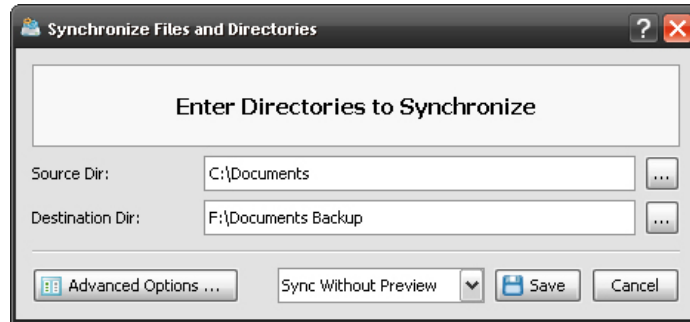 Synchronize Files and Directories
?
Enter Directories to Synchronize
Source Dir: C:\Documents ...
Destination Dir: F:\Documents Backup ...
Advanced Options ... Sync Without Preview Save Cancel